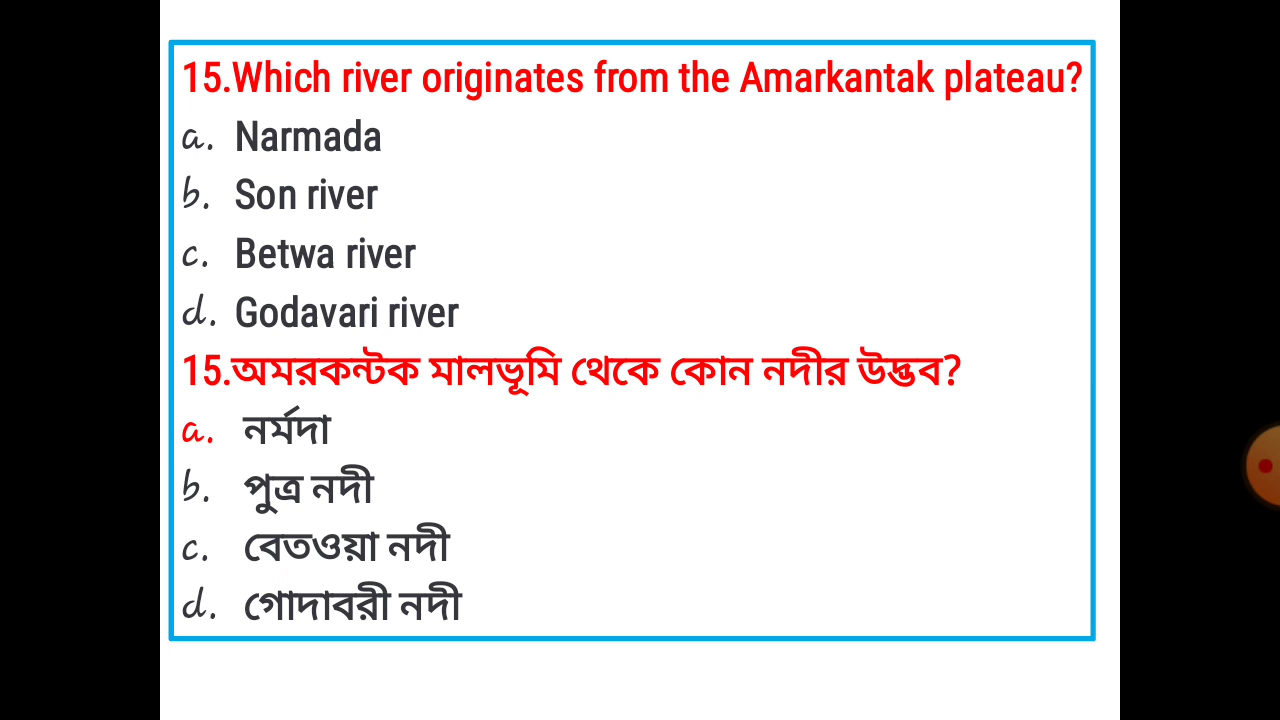 15.Which river originates from the Amarkantak plateau?
a. Narmada
b. Son river
c. Betwa river
d. Godavari river
15.অমরকন্টক মালভূমি থেকে কোন নদীর উদ্ভব?
a. নর্মদা
b. পুত্র নদী
c. বেতওয়া নদী
d. গোদাবরী নদী